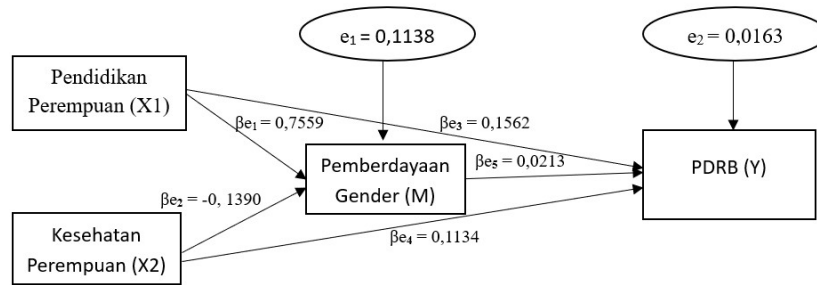 e₁ = 0,1138
e₂ = 0,0163
Pendidikan
Perempuan (X1)
βe₁ = 0,7559
βe₃ = 0,1562
Pemberdayaan
Gender (M)
βe₅ = 0,0213
PDRB (Y)
βe₂ = -0, 1390
Kesehatan
Perempuan (X2)
βe₄ = 0,1134